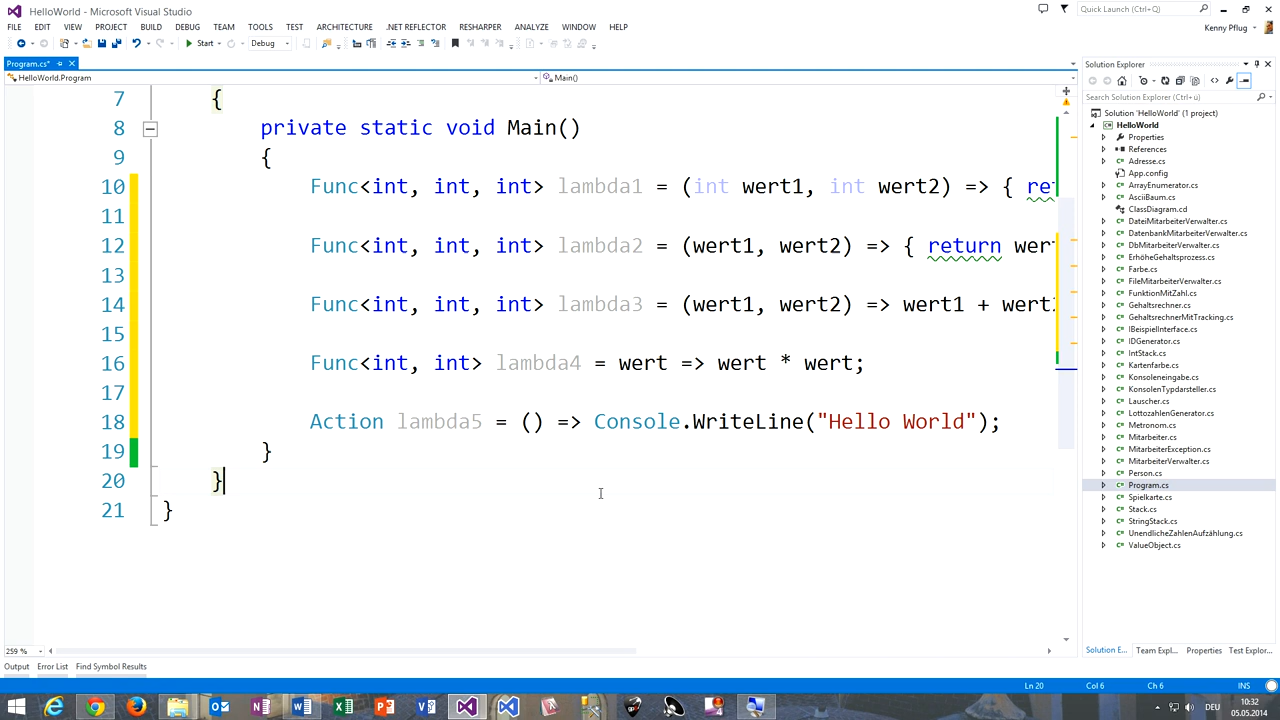 HelloWorld - Microsoft Visual Studio
Quick Launch (Ctrl+Q)
FILE EDIT VIEW PROJECT BUILD DEBUG TEAM TOOLS TEST ARCHITECTURE .NET REFLECTOR RESHARPER ANALYZE WINDOW HELP
Kenny Pflug
Start Debug
Program.cs*
HelloWorld.Program
Main()
7 {
8 private static void Main()
9 {
10 Func<int, int, int> lambda1 = (int wert1, int wert2) => { re
11
12 Func<int, int, int> lambda2 = (wert1, wert2) => { return wer
13
14 Func<int, int, int> lambda3 = (wert1, wert2) => wert1 + wert
15
16 Func<int, int> lambda4 = wert => wert * wert;
17
18 Action lambda5 = () => Console.WriteLine("Hello World");
19 }
20 }
21 }
259 %
Output Error List Find Symbol Results
Solution Explorer
Search Solution Explorer (Ctrl+ü)
Solution 'HelloWorld' (1 project)
HelloWorld
Properties
References
Adresse.cs
App.config
ArrayEnumerator.cs
AsciiBaum.cs
ClassDiagram.cd
DateiMitarbeiterVerwalter.cs
DatenbankMitarbeiterVerwalter.cs
DbMitarbeiterVerwalter.cs
ErhöheGehaltsprozess.cs
Farbe.cs
FileMitarbeiterVerwalter.cs
FunktionMitZahl.cs
Gehaltsrechner.cs
GehaltsrechnerMitTracking.cs
IBeispielInterface.cs
IDGenerator.cs
IntStack.cs
Kartenfarbe.cs
Konsoleneingabe.cs
KonsolenTypdarsteller.cs
Lauscher.cs
LottozahlenGenerator.cs
Metronom.cs
Mitarbeiter.cs
MitarbeiterException.cs
MitarbeiterVerwalter.cs
Person.cs
Program.cs
Spielkarte.cs
Stack.cs
StringStack.cs
UnendlicheZahlenAufzählung.cs
ValueObject.cs
Solution E... Team Expl... Properties Test Explor...
Ln 20 Col 6 Ch 6 INS
DEU
10:32
05.05.2014